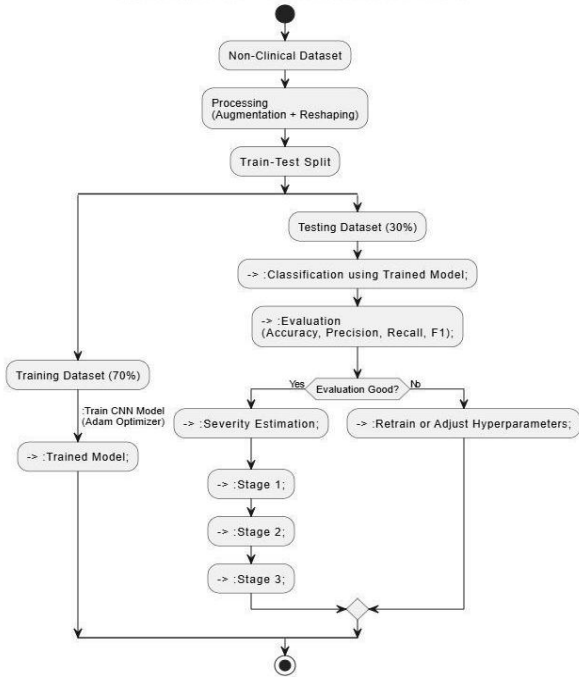 Non-Clinical Dataset
Processing
(Augmentation + Reshaping)
Train-Test Split
Testing Dataset (30%)
-> :Classification using Trained Model;
-> :Evaluation
(Accuracy, Precision, Recall, F1);
Training Dataset (70%)
:Train CNN Model
(Adam Optimizer)
-> :Trained Model;
Yes
Evaluation Good?
No
-> :Severity Estimation;
-> :Retrain or Adjust Hyperparameters;
-> :Stage 1;
-> :Stage 2;
-> :Stage 3;